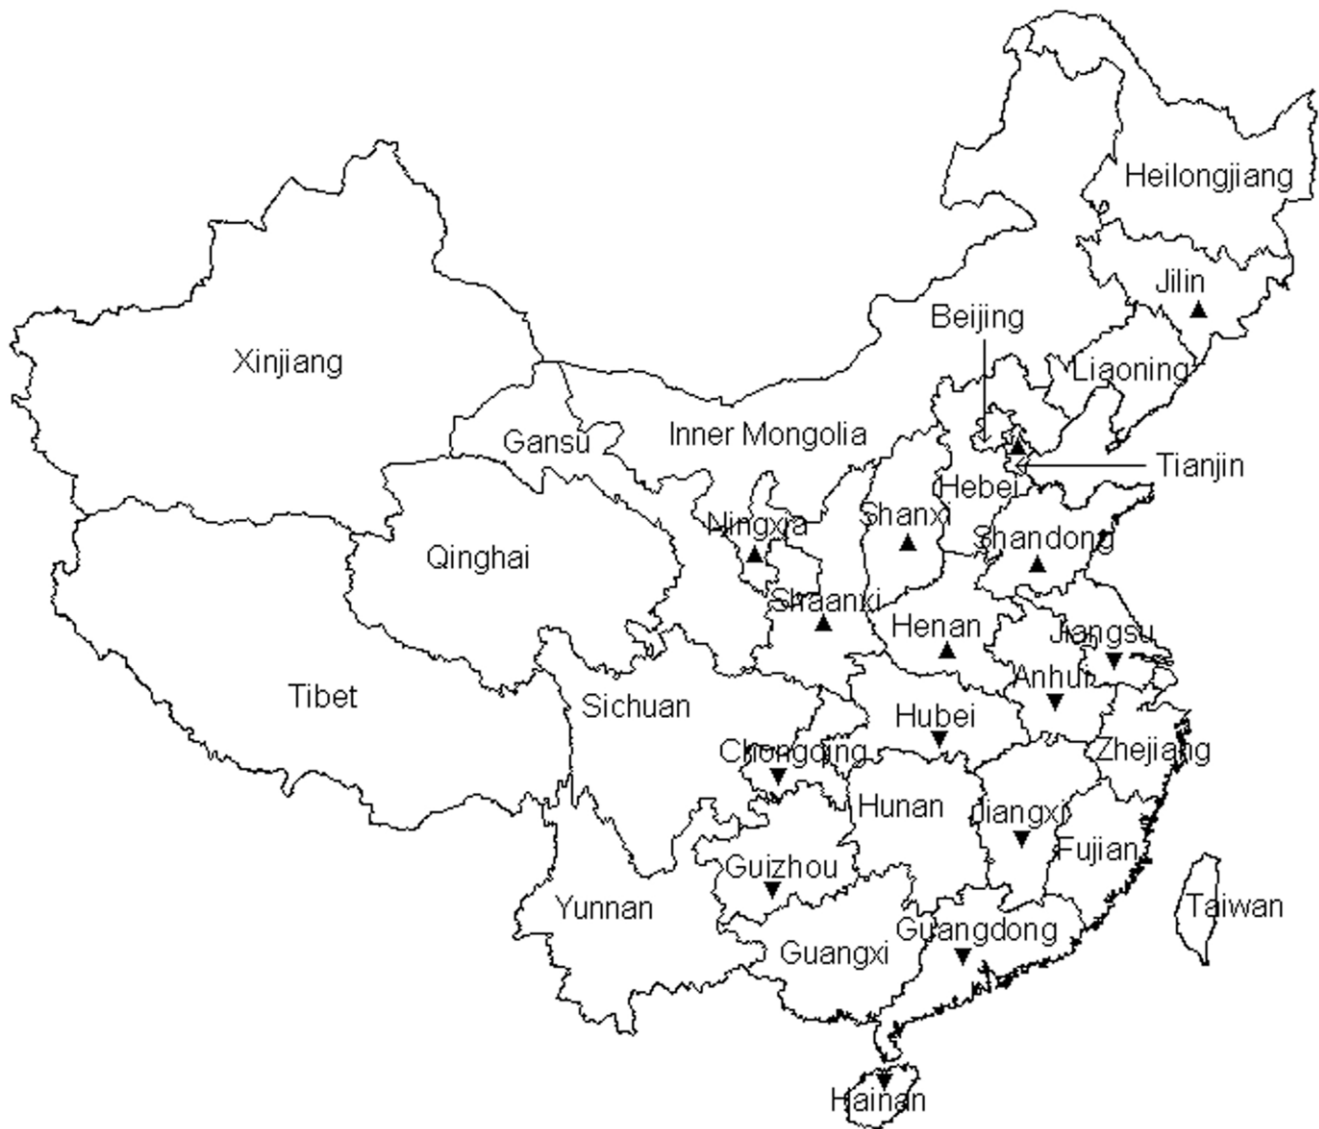 Heilongjiang
Jilin
Beijing
Xinjiang
Liaoning
Inner Mongolia
Gansu
Tianjin
Hebei
Shanxi
Ningxia
Shandong
Qinghai
Shaanxi
Henan
Jiangsu
Anhui
Tibet
Sichuan
Hubei
Chongqing
Zhejiang
Hunan
Jiangxi
Fujian
Guizhou
Yunnan
Taiwan
Guangdong
Guangxi
Hainan